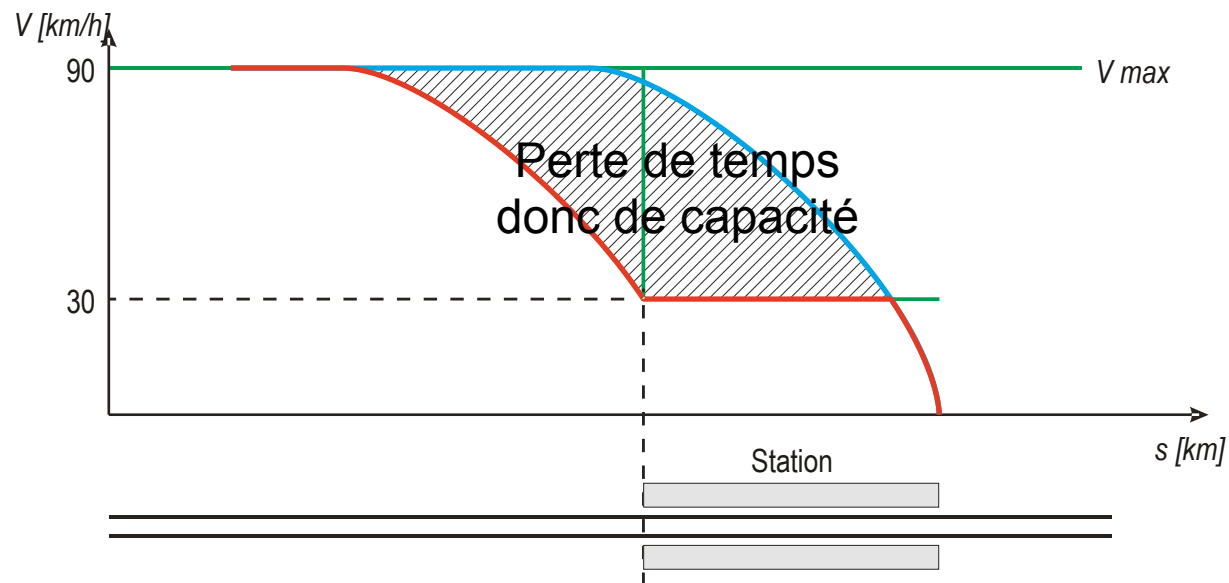 V [km/h]
90
V max
Perte de temps
donc de capacité
30
s [km]
Station